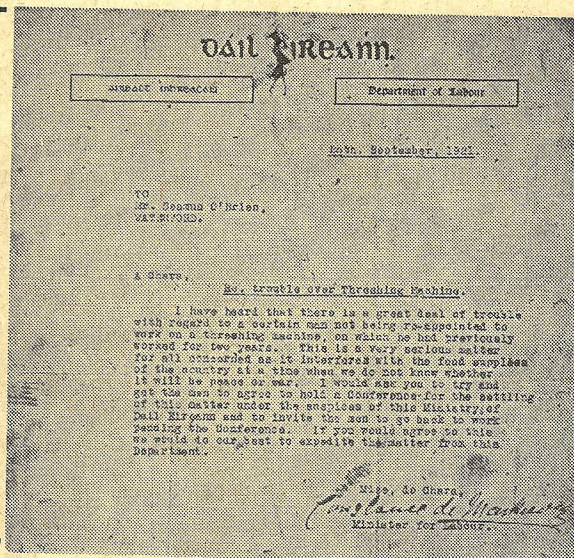 Dáil Éireann.
Department of Labour
September, 1921.
TO
Mr. Seamun O'Brien,
WATERFORD.
A Chara,
Re. trouble over Threshing Machine.
I have heard that there is a great deal of trouble
with regard to a certain man not being re-appointed to
work on a threshing machine, on which he had previously
worked for two years. This is a very serious matter
for all concerned as it interferes with the food supplies
of the country at a time when we do not know whether
it will be peace or war. I would ask you to try and
get the men to agree to hold a Conference for the settling
of this matter under the auspices of this Ministry, of
Dail Eireann and to invite the men to go back to work
pending the Conference. If you would agree to this
we would do our best to expedite the matter from this
Department.
Mise, do Chara,
Constance de Markievicz
Minister for Labour.